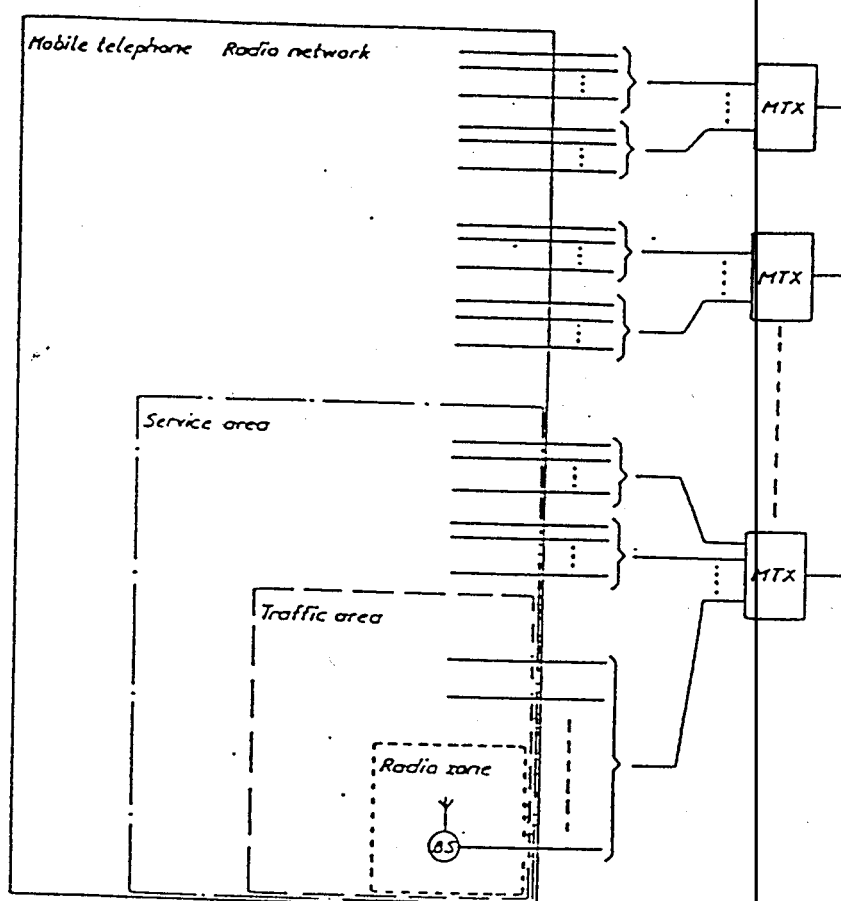 Mobile telephone Radio network
MTX
MTX
Service area
MTX
Traffic area
Radio zone
BS